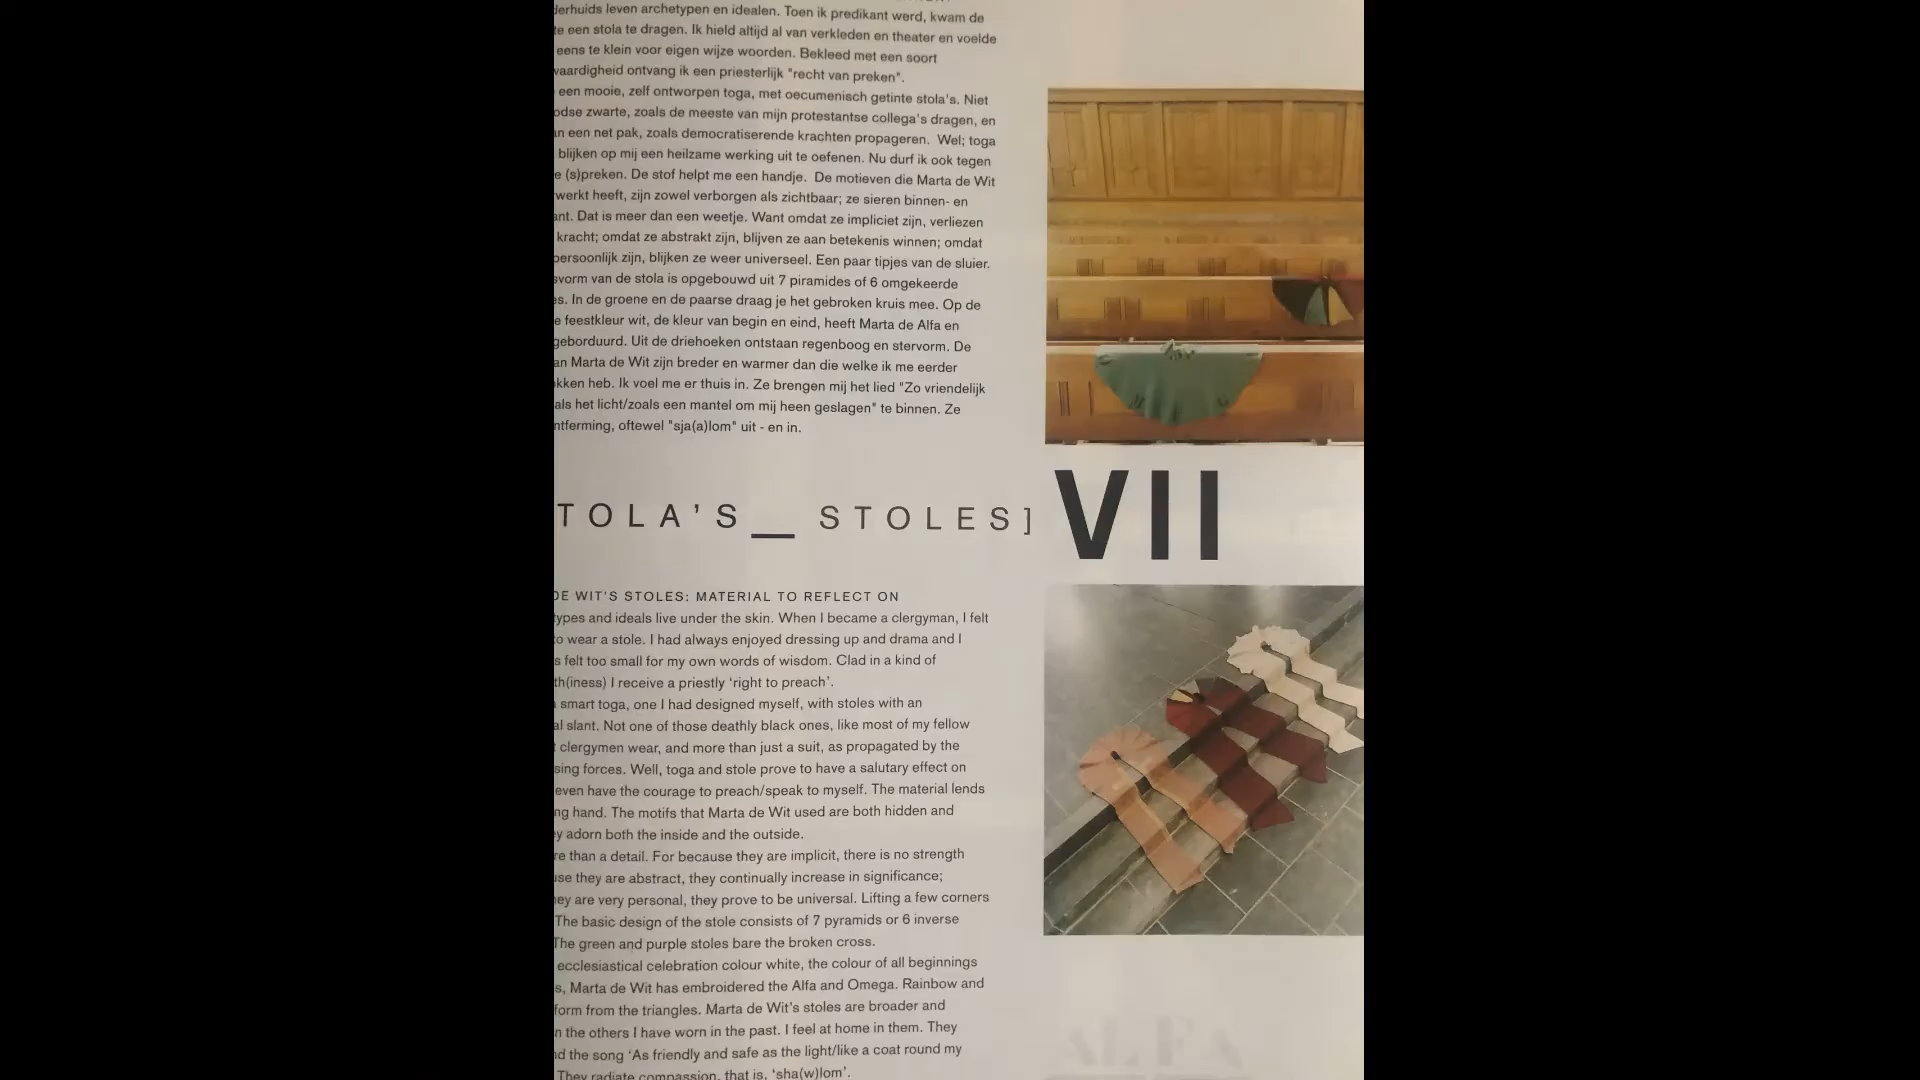 derhuids leven archetypen en idealen. Toen ik predikant werd, kwam de
te een stola te dragen. Ik hield altijd al van verkleden en theater en voelde
eens te klein voor eigen wijze woorden. Bekleed met een soort
vaardigheid ontvang ik een priesterlijk "recht van preken".
een mooie, zelf ontworpen toga, met oecumenisch getinte stola's. Niet
odse zwarte, zoals de meeste van mijn protestantse collega's dragen, en
an een net pak, zoals democratiserende krachten propageren. Wel; toga
blijken op mij een heilzame werking uit te oefenen. Nu durf ik ook tegen
e (s)preken. De stof helpt me een handje. De motieven die Marta de Wit
werkt heeft, zijn zowel verborgen als zichtbaar; ze sieren binnen- en
ant. Dat is meer dan een weetje. Want omdat ze impliciet zijn, verliezen
kracht; omdat ze abstrakt zijn, blijven ze aan betekenis winnen; omdat
persoonlijk zijn, blijken ze weer universeel. Een paar tipjes van de sluier.
svorm van de stola is opgebouwd uit 7 piramides of 6 omgekeerde
es. In de groene en de paarse draag je het gebroken kruis mee. Op de
e feestkleur wit, de kleur van begin en eind, heeft Marta de Alfa en
geborduurd. Uit de driehoeken ontstaan regenboog en stervorm. De
an Marta de Wit zijn breder en warmer dan die welke ik me eerder
kken heb. Ik voel me er thuis in. Ze brengen mij het lied "Zo vriendelijk
als het licht/zoals een mantel om mij heen geslagen" te binnen. Ze
ntferming, oftewel "sja(a)lom" uit - en in.
TOLA'S_ STOLES] VII
DE WIT'S STOLES: MATERIAL TO REFLECT ON
types and ideals live under the skin. When I became a clergyman, I felt
to wear a stole. I had always enjoyed dressing up and drama and I
s felt too small for my own words of wisdom. Clad in a kind of
th(iness) I receive a priestly ‘right to preach’.
smart toga, one I had designed myself, with stoles with an
al slant. Not one of those deathly black ones, like most of my fellow
t clergymen wear, and more than just a suit, as propagated by the
sing forces. Well, toga and stole prove to have a salutary effect on
even have the courage to preach/speak to myself. The material lends
ng hand. The motifs that Marta de Wit used are both hidden and
y adorn both the inside and the outside.
re than a detail. For because they are implicit, there is no strength
use they are abstract, they continually increase in significance;
hey are very personal, they prove to be universal. Lifting a few corners
The basic design of the stole consists of 7 pyramids or 6 inverse
The green and purple stoles bare the broken cross.
ecclesiastical celebration colour white, the colour of all beginnings
s, Marta de Wit has embroidered the Alfa and Omega. Rainbow and
form from the triangles. Marta de Wit's stoles are broader and
n the others I have worn in the past. I feel at home in them. They
nd the song ‘As friendly and safe as the light/like a coat round my
They radiate compassion, that is, ‘sha(w)lom’.